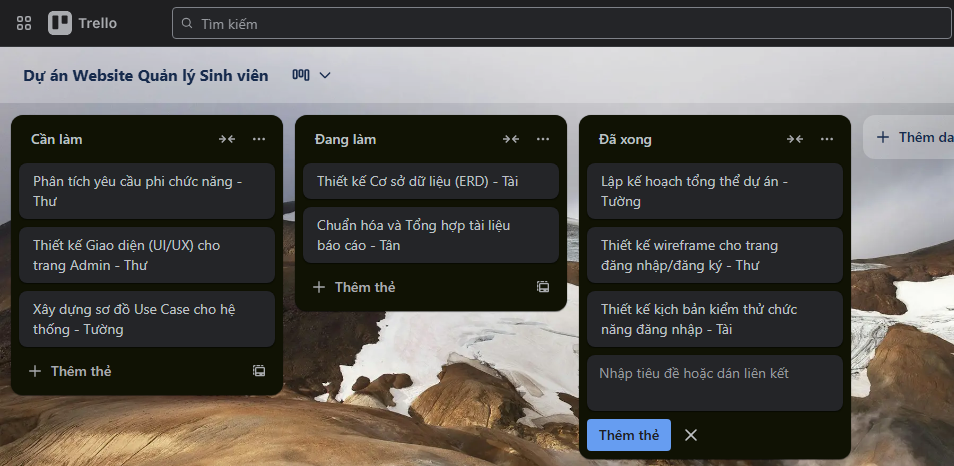 Trello
Tìm kiếm
Dự án Website Quản lý Sinh viên
Cần làm
Phân tích yêu cầu phi chức năng -
Thư
Thiết kế Giao diện (UI/UX) cho
trang Admin - Thư
Xây dựng sơ đồ Use Case cho hệ
thống - Tường
Thêm thẻ
Đang làm
Thiết kế Cơ sở dữ liệu (ERD) - Tài
Chuẩn hóa và Tổng hợp tài liệu
báo cáo - Tân
Thêm thẻ
Đã xong
Lập kế hoạch tổng thể dự án -
Tường
Thiết kế wireframe cho trang
đăng nhập/đăng ký - Thư
Thiết kế kịch bản kiểm thử chức
năng đăng nhập - Tài
Nhập tiêu đề hoặc dán liên kết
Thêm thẻ
Thêm da